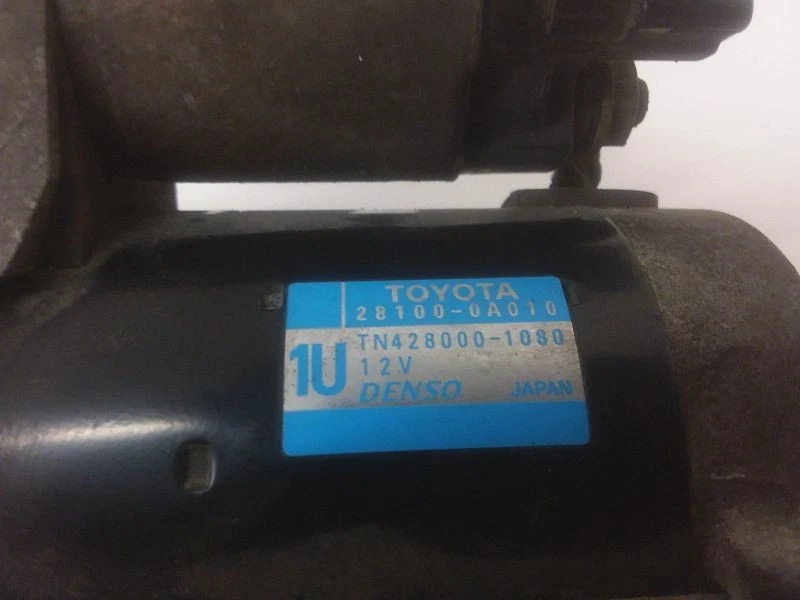 TOYOTA
28100-0A010
1U
TN428000-1080
12V
DENSO JAPAN